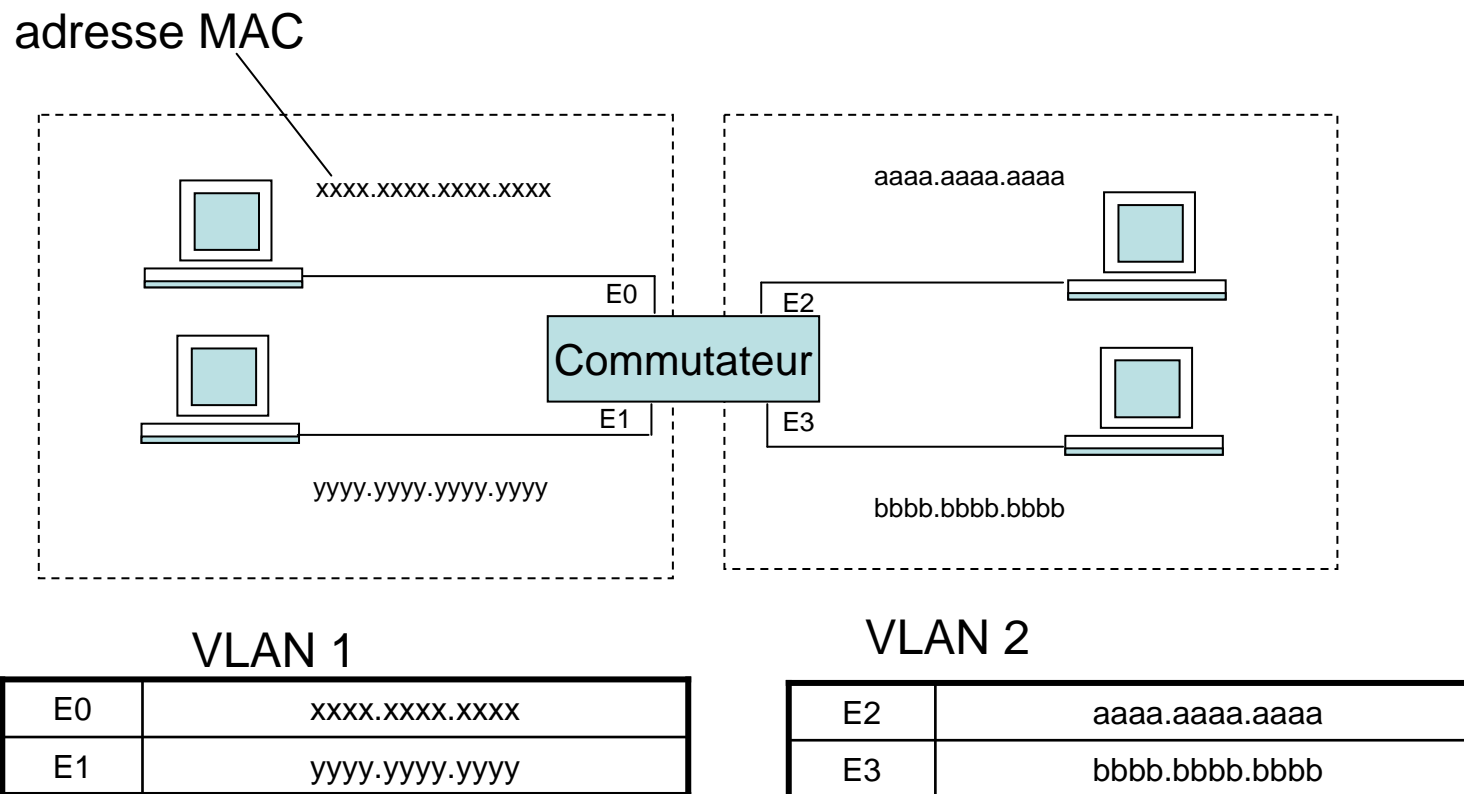 adresse MAC
xxxx.xxxx.xxxx.xxxx
aaaa.aaaa.aaaa
E0
E2
Commutateur
E1
E3
yyyy.yyyy.yyyy.yyyy
bbbb.bbbb.bbbb
VLAN 1
VLAN 2
E0 xxxx.xxxx.xxxx
E1 yyyy.yyyy.yyyy
E2 aaaa.aaaa.aaaa
E3 bbbb.bbbb.bbbb